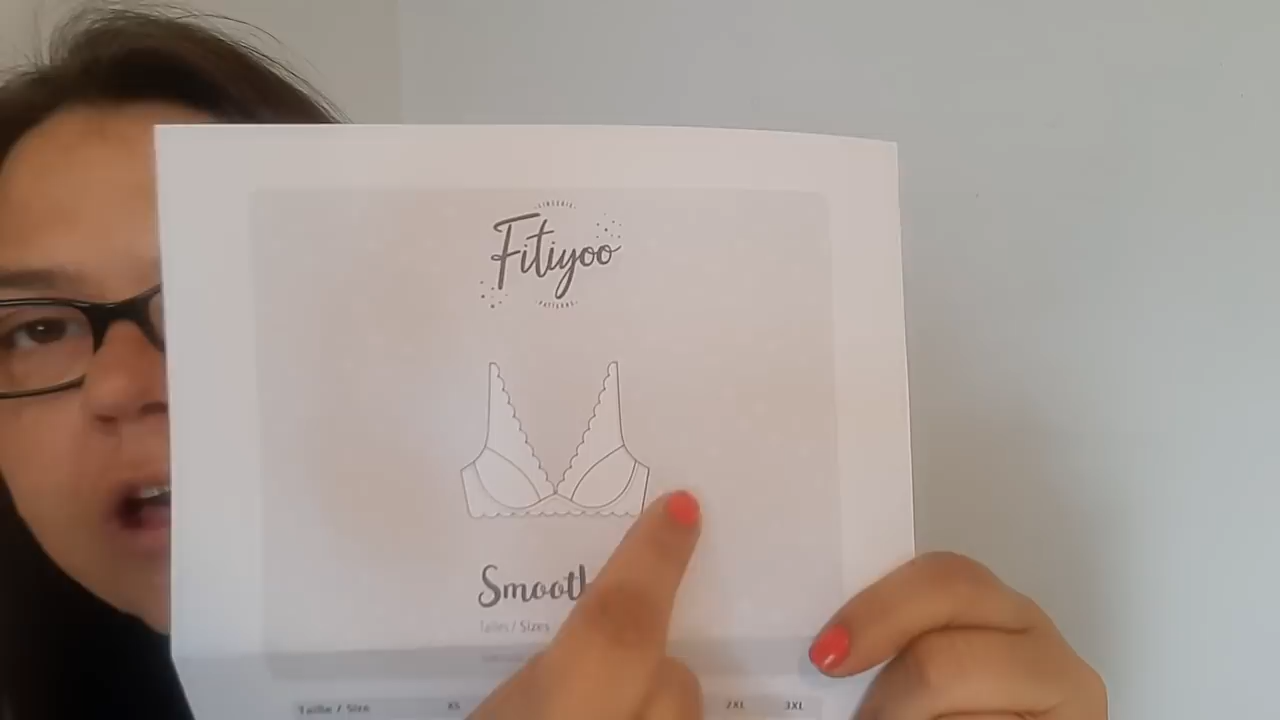 LINGERIE
Fitiyoo
PATTERNS
Smooth
Tailles / Sizes
Taille / Size XS 2XL 3XL